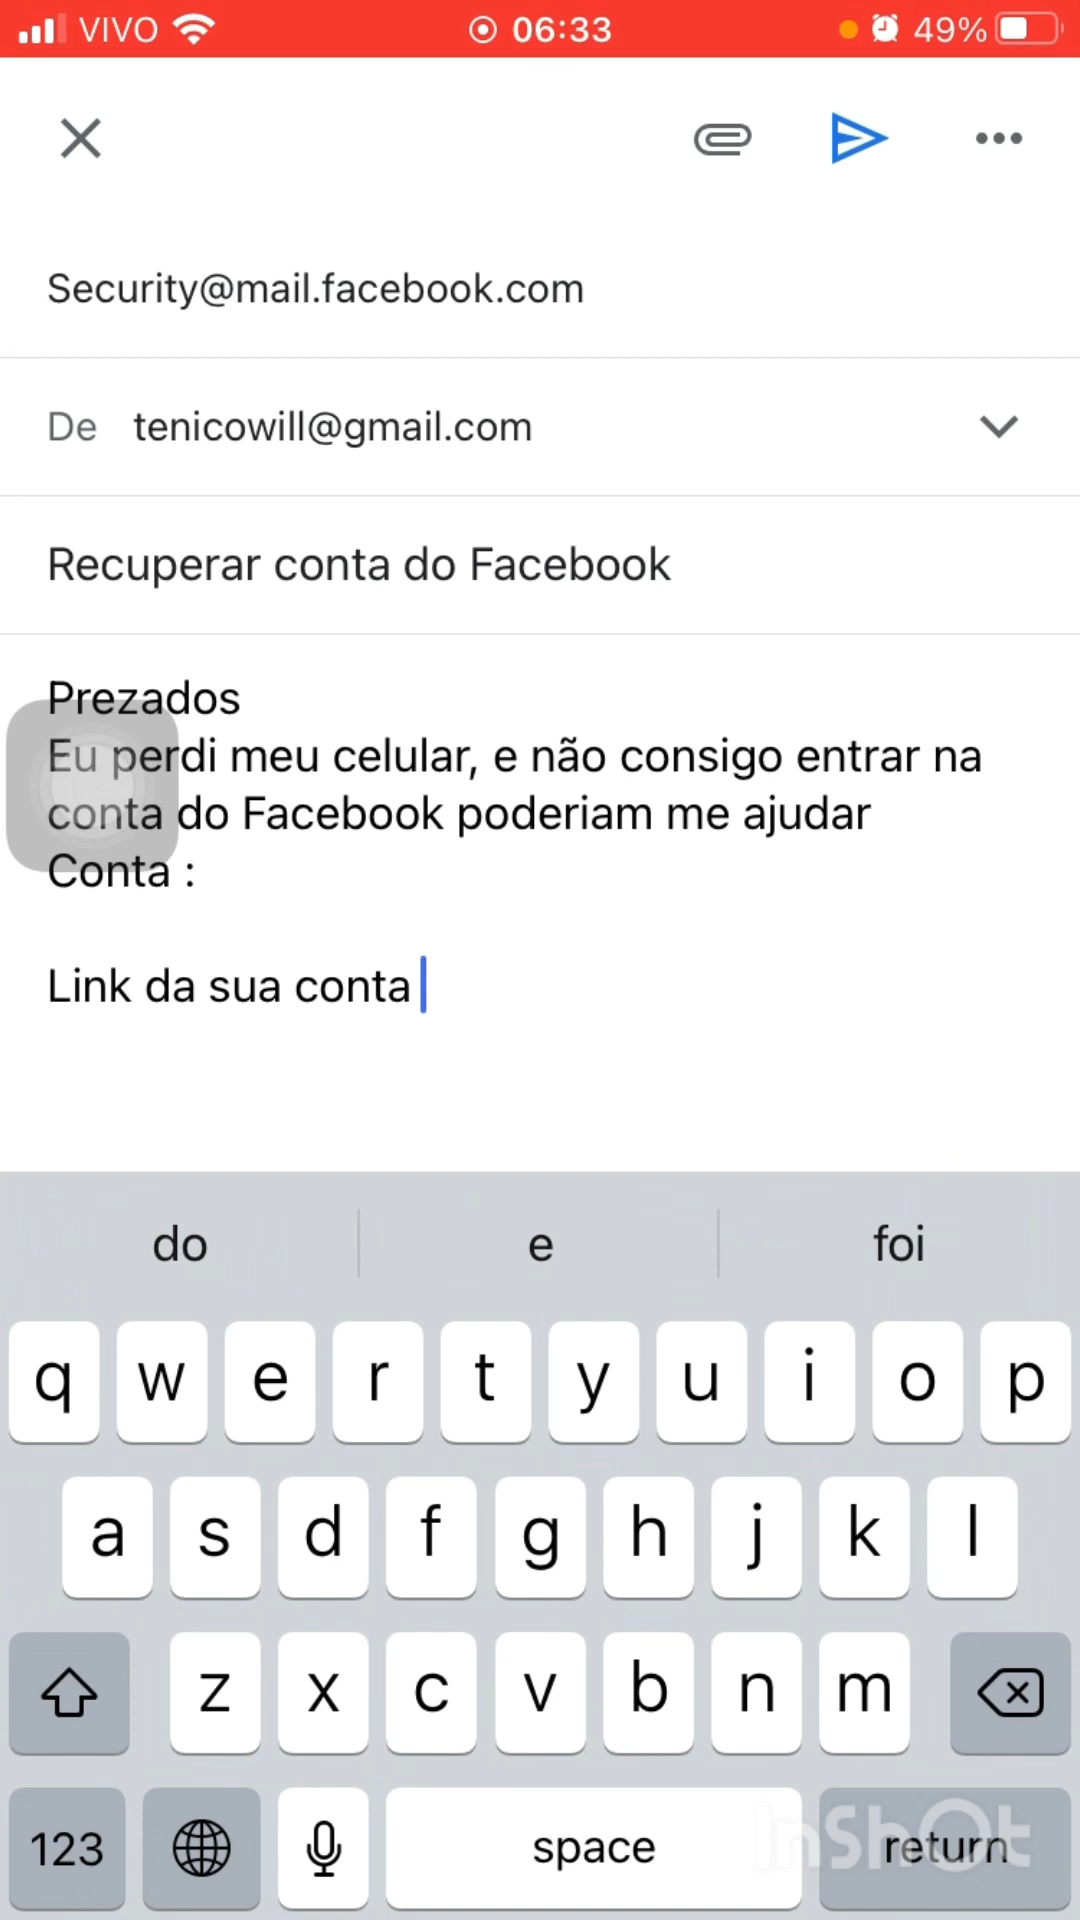 VIVO 06:33 49%
Security@mail.facebook.com
De tenicowill@gmail.com
Recuperar conta do Facebook
Prezados
Eu perdi meu celular, e não consigo entrar na
conta do Facebook poderiam me ajudar
Conta :
Link da sua conta
do e foi
q w e r t y u i o p
a s d f g h j k l
z x c v b n m
123 space return
InShOt